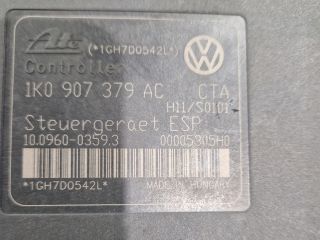 Ate (*1GH7D0542L*)
Controller
1K0 907 379 AC CTA
H11/S0101
Steuergeraet ESP
10.0960-0359.3 00005305H0
*1GH7D0542L* MADE IN HUNGARY